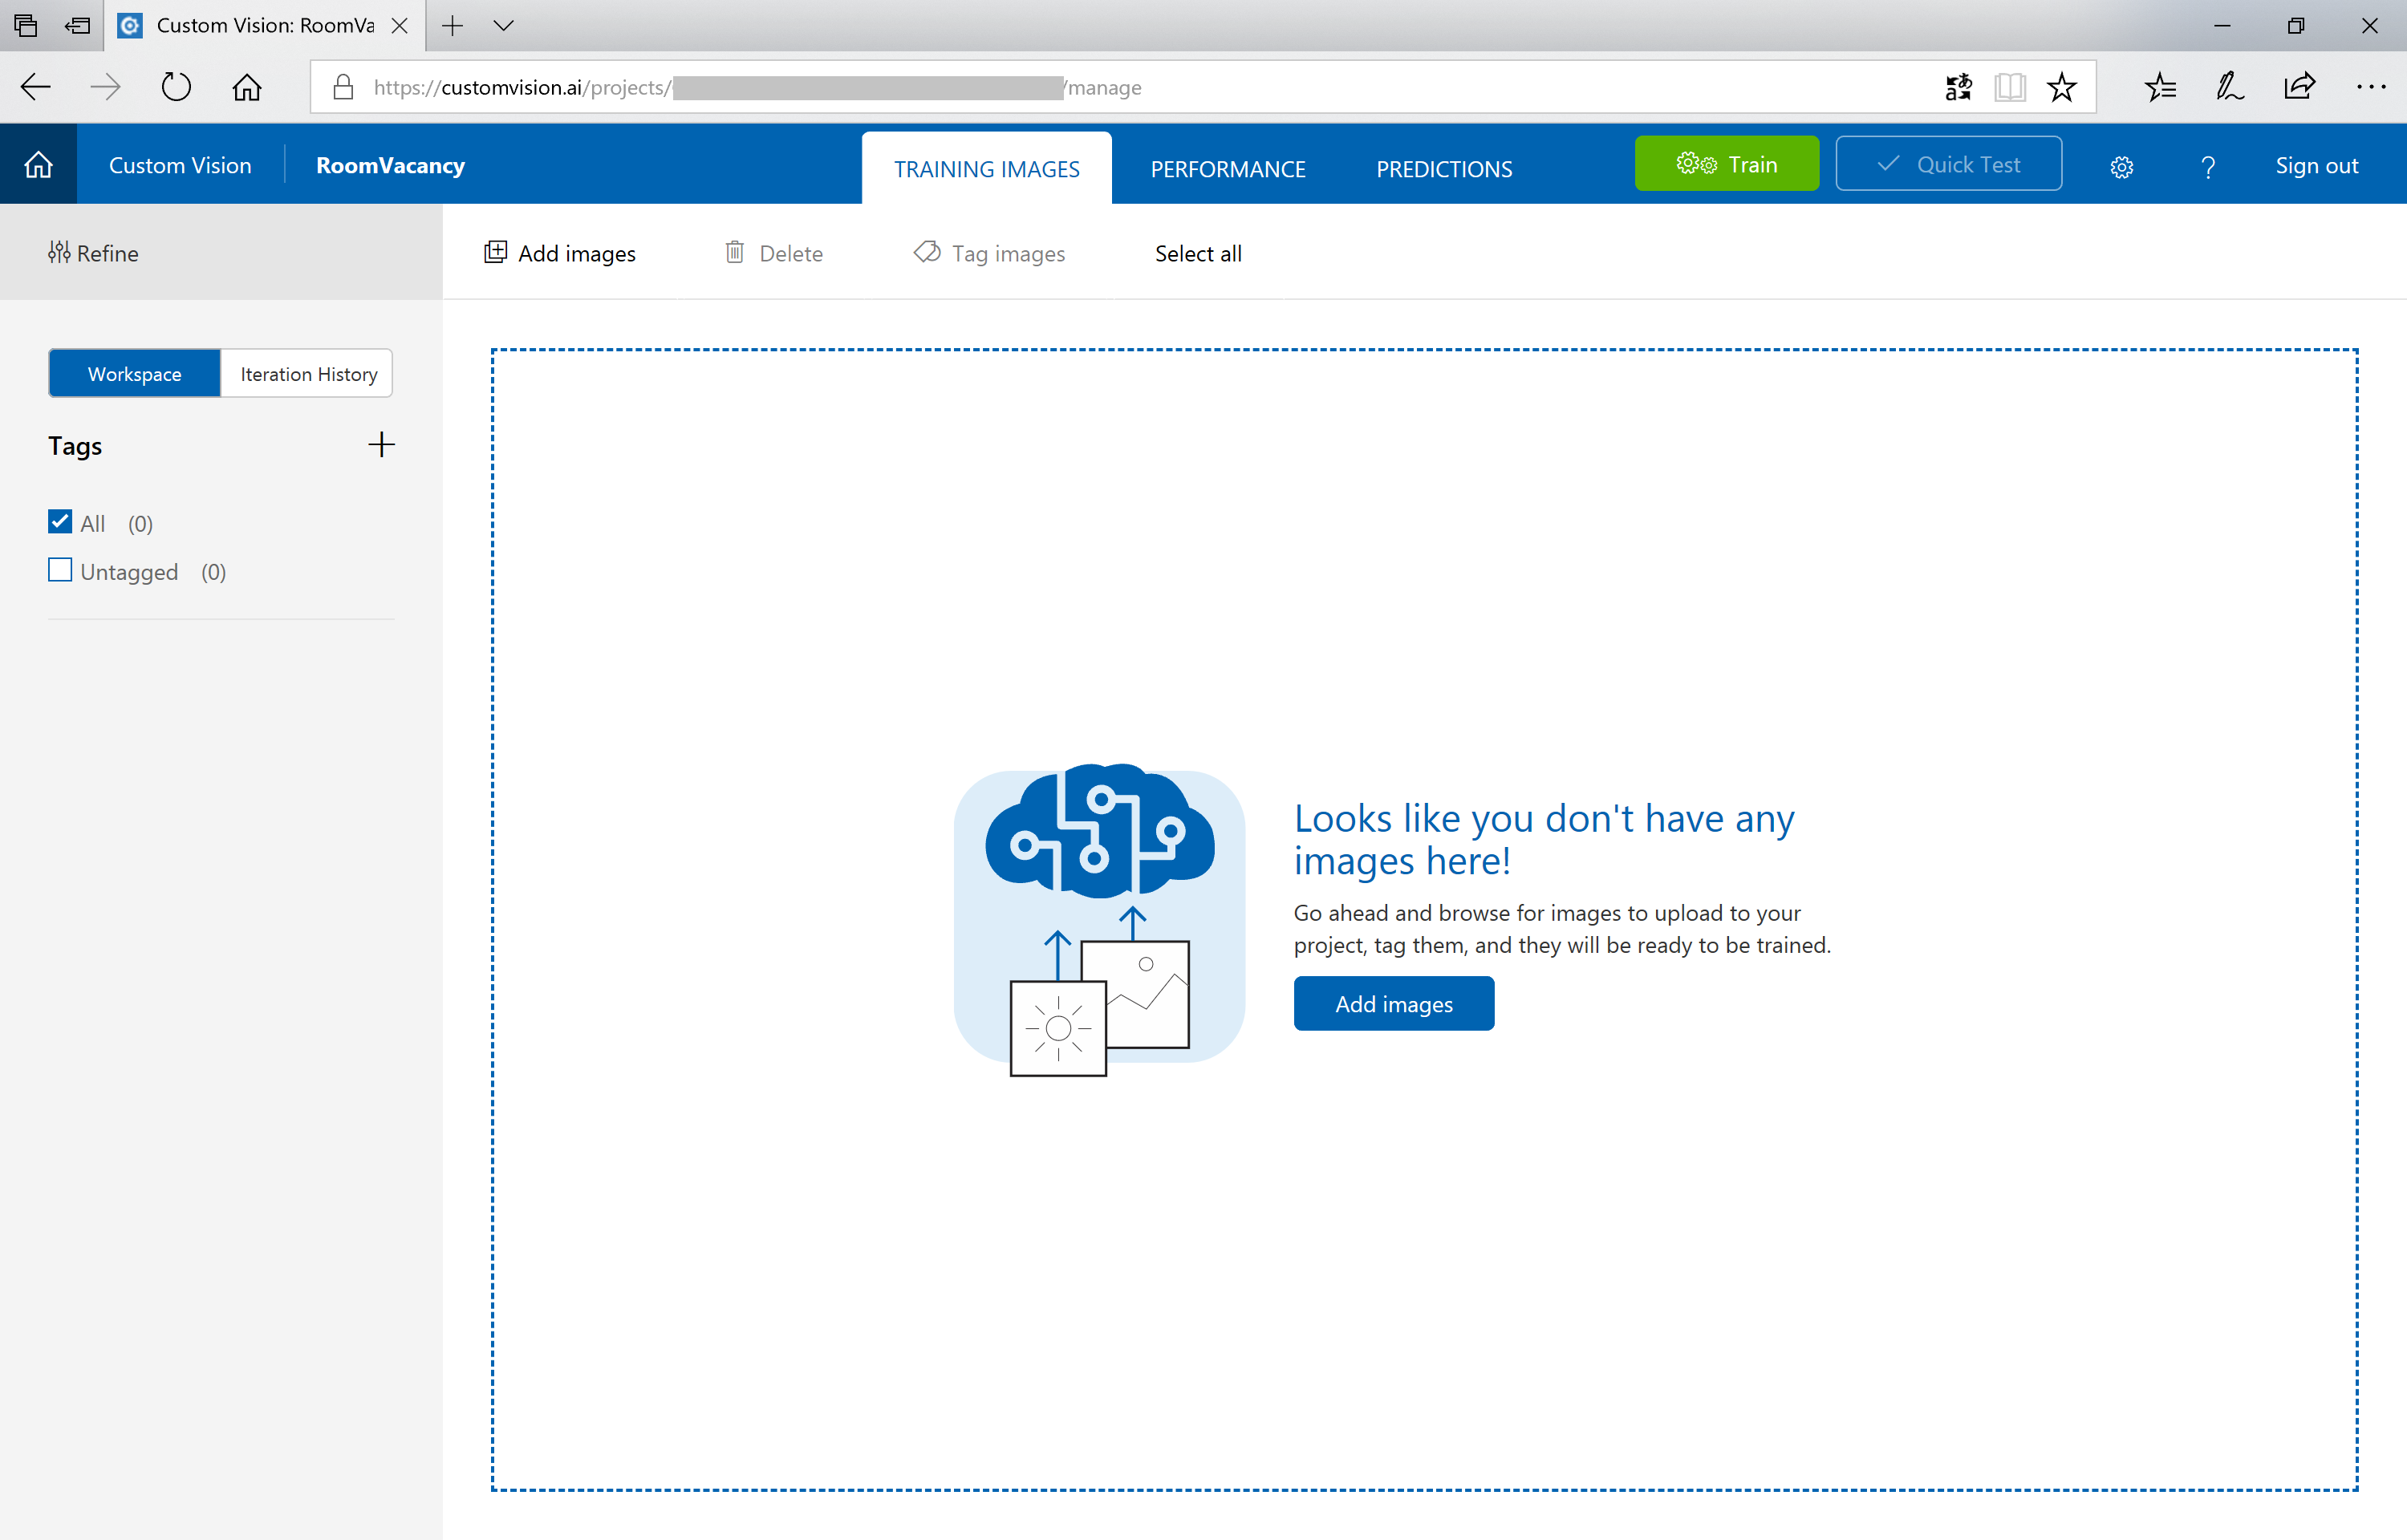 Custom Vision: RoomVa
https://customvision.ai/projects/ /manage
Custom Vision RoomVacancy TRAINING IMAGES PERFORMANCE PREDICTIONS Train Quick Test ? Sign out
Refine
Add images Delete Tag images Select all
Workspace Iteration History
Tags
All (0)
Untagged (0)
Looks like you don't have any
images here!
Go ahead and browse for images to upload to your
project, tag them, and they will be ready to be trained.
Add images